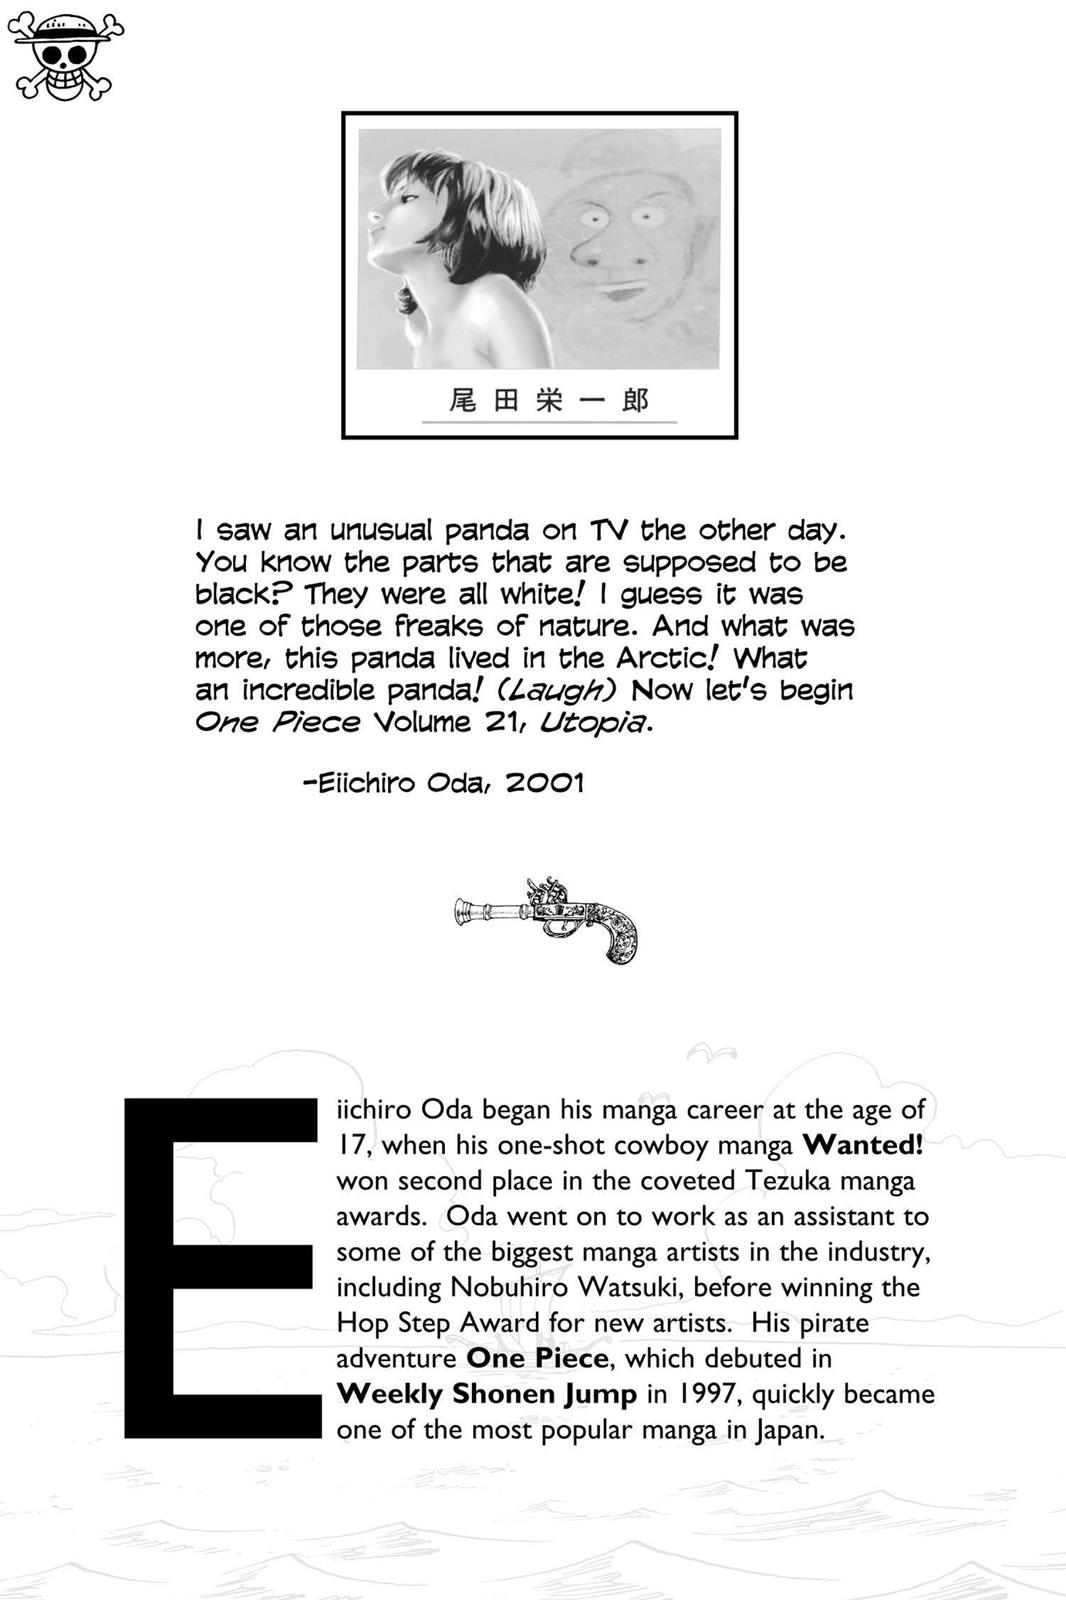 尾田栄一郎
I saw an unusual panda on TV the other day.
You know the parts that are supposed to be
black? They were all white! I guess it was
one of those freaks of nature. And what was
more, this panda lived in the Arctic! What
an incredible panda! (Laugh) Now let's begin
One Piece Volume 21, Utopia.
-Eiichiro Oda, 2001
Eiichiro Oda began his manga career at the age of
17, when his one-shot cowboy manga Wanted!
won second place in the coveted Tezuka manga
awards. Oda went on to work as an assistant to
some of the biggest manga artists in the industry,
including Nobuhiro Watsuki, before winning the
Hop Step Award for new artists. His pirate
adventure One Piece, which debuted in
Weekly Shonen Jump in 1997, quickly became
one of the most popular manga in Japan.